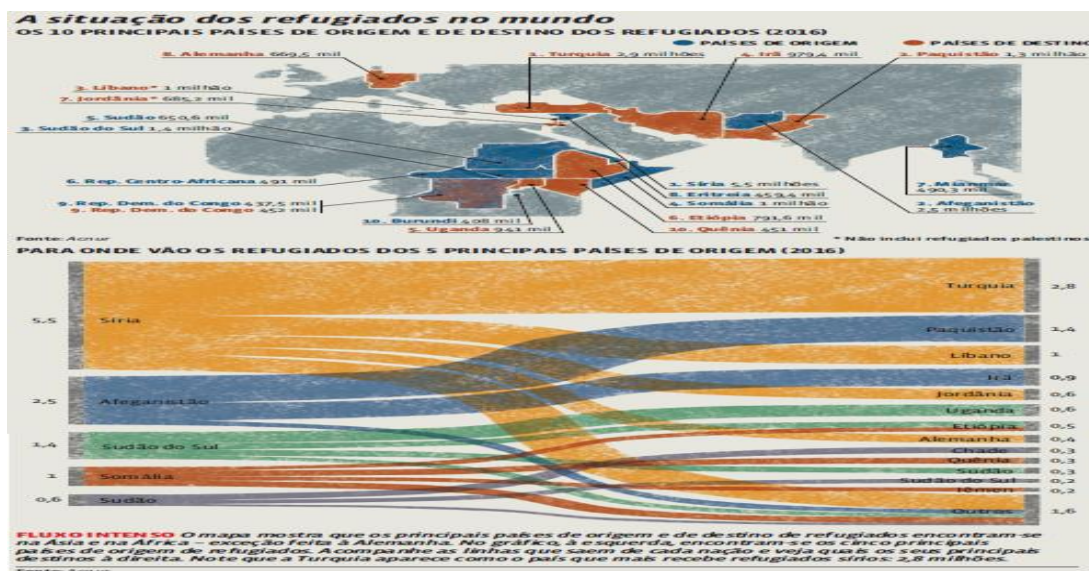 A situação dos refugiados no mundo
OS 10 PRINCIPAIS PAÍSES DE ORIGEM E DE DESTINO DOS REFUGIADOS (2016)
PAÍSES DE ORIGEM
PAÍSES DE DESTINO
8. Alemanha 669,5 mil
1. Turquia 2,9 milhões
4. Irã 979,4 mil
2. Paquistão 1,3 milhão
3. Líbano* 1 milhão
7. Jordânia* 685,2 mil
5. Sudão 650,6 mil
3. Sudão do Sul 1,4 milhão
6. Rep. Centro-Africana 491 mil
9. Rep. Dem. do Congo 437,5 mil
9. Rep. Dem. do Congo 452 mil
10. Burundi 408 mil
5. Uganda 941 mil
1. Síria 5,5 milhões
8. Eritreia 459,4 mil
4. Somália 1 milhão
6. Etiópia 791,6 mil
10. Quênia 451 mil
7. Mianmar
490,3 mil
2. Afeganistão
2,5 milhões
Fonte: Acnur
* Não inclui refugiados palestinos
PARA ONDE VÃO OS REFUGIADOS DOS 5 PRINCIPAIS PAÍSES DE ORIGEM (2016)
5,5 Síria
2,5 Afeganistão
1,4 Sudão do Sul
1 Somália
0,6 Sudão
Turquia 2,8
Paquistão 1,4
Líbano 1
Irã 0,9
Jordânia 0,6
Uganda 0,6
Etiópia 0,5
Alemanha 0,4
Chade 0,3
Quênia 0,3
Sudão 0,3
Sudão do Sul 0,2
Iêmen 0,2
Outras 1,6
FLUXO INTENSO O mapa mostra que os principais países de origem e de destino de refugiados encontram-se
na Ásia e na África – exceção feita à Alemanha. No gráfico, à esquerda, encontram-se os cinco principais
países de origem de refugiados. Acompanhe as linhas que saem de cada nação e veja quais os seus principais
destinos à direita. Note que a Turquia aparece como o país que mais recebe refugiados sírios: 2,8 milhões.
Fonte: Acnur